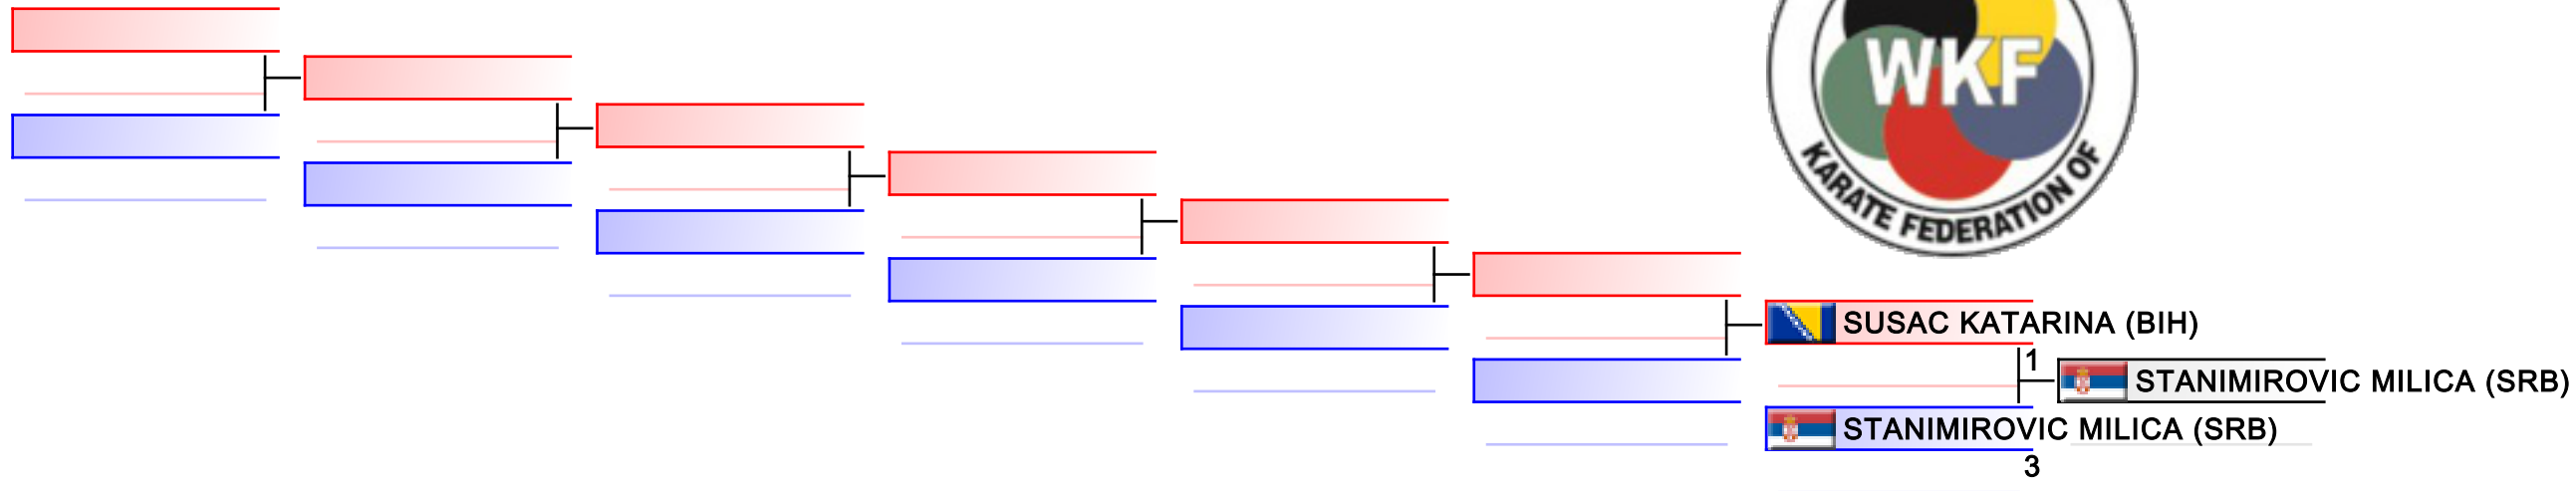 WKF
KARATE FEDERATION OF
SUSAC KATARINA (BIH)
1
STANIMIROVIC MILICA (SRB)
STANIMIROVIC MILICA (SRB)
3